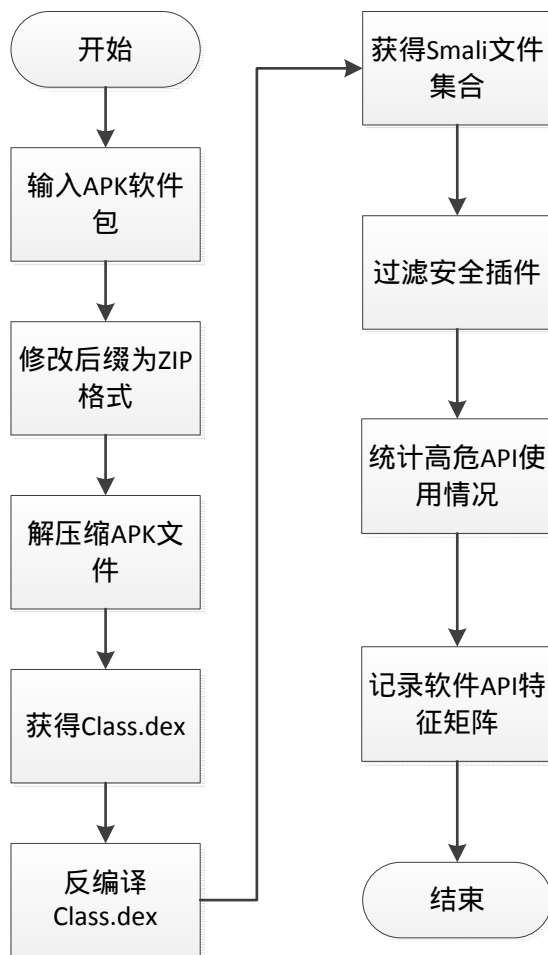 开始
输入APK软件
包
修改后缀为ZIP
格式
解压缩APK文
件
获得Class.dex
反编译
Class.dex
获得Smali文件
集合
过滤安全插件
统计高危API使
用情况
记录软件API特
征矩阵
结束